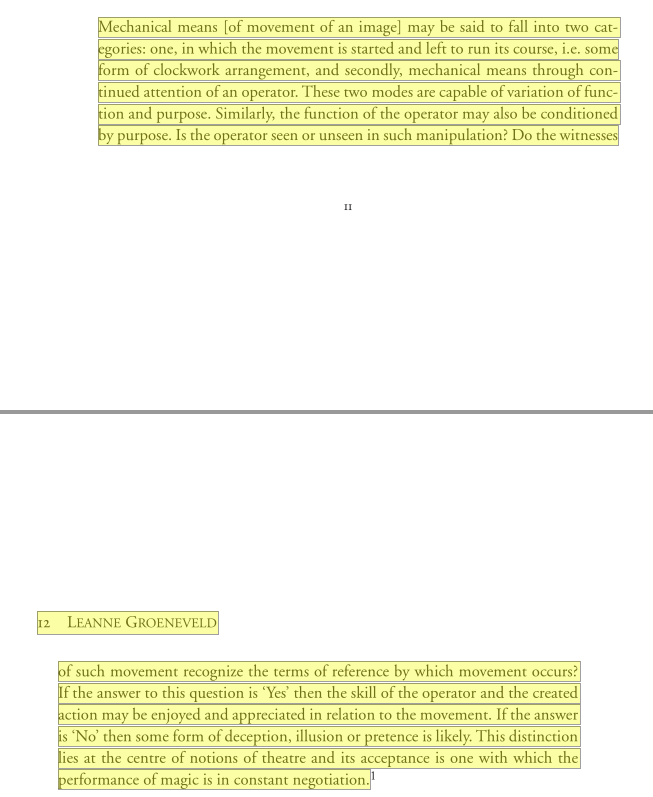 Mechanical means [of movement of an image] may be said to fall into two cat-
egories: one, in which the movement is started and left to run its course, i.e. some
form of clockwork arrangement, and secondly, mechanical means through con-
tinued attention of an operator. These two modes are capable of variation of func-
tion and purpose. Similarly, the function of the operator may also be conditioned
by purpose. Is the operator seen or unseen in such manipulation? Do the witnesses
11
12 LEANNE GROENEVELD
of such movement recognize the terms of reference by which movement occurs?
If the answer to this question is ‘Yes’ then the skill of the operator and the created
action may be enjoyed and appreciated in relation to the movement. If the answer
is ‘No’ then some form of deception, illusion or pretence is likely. This distinction
lies at the centre of notions of theatre and its acceptance is one with which the
performance of magic is in constant negotiation.1